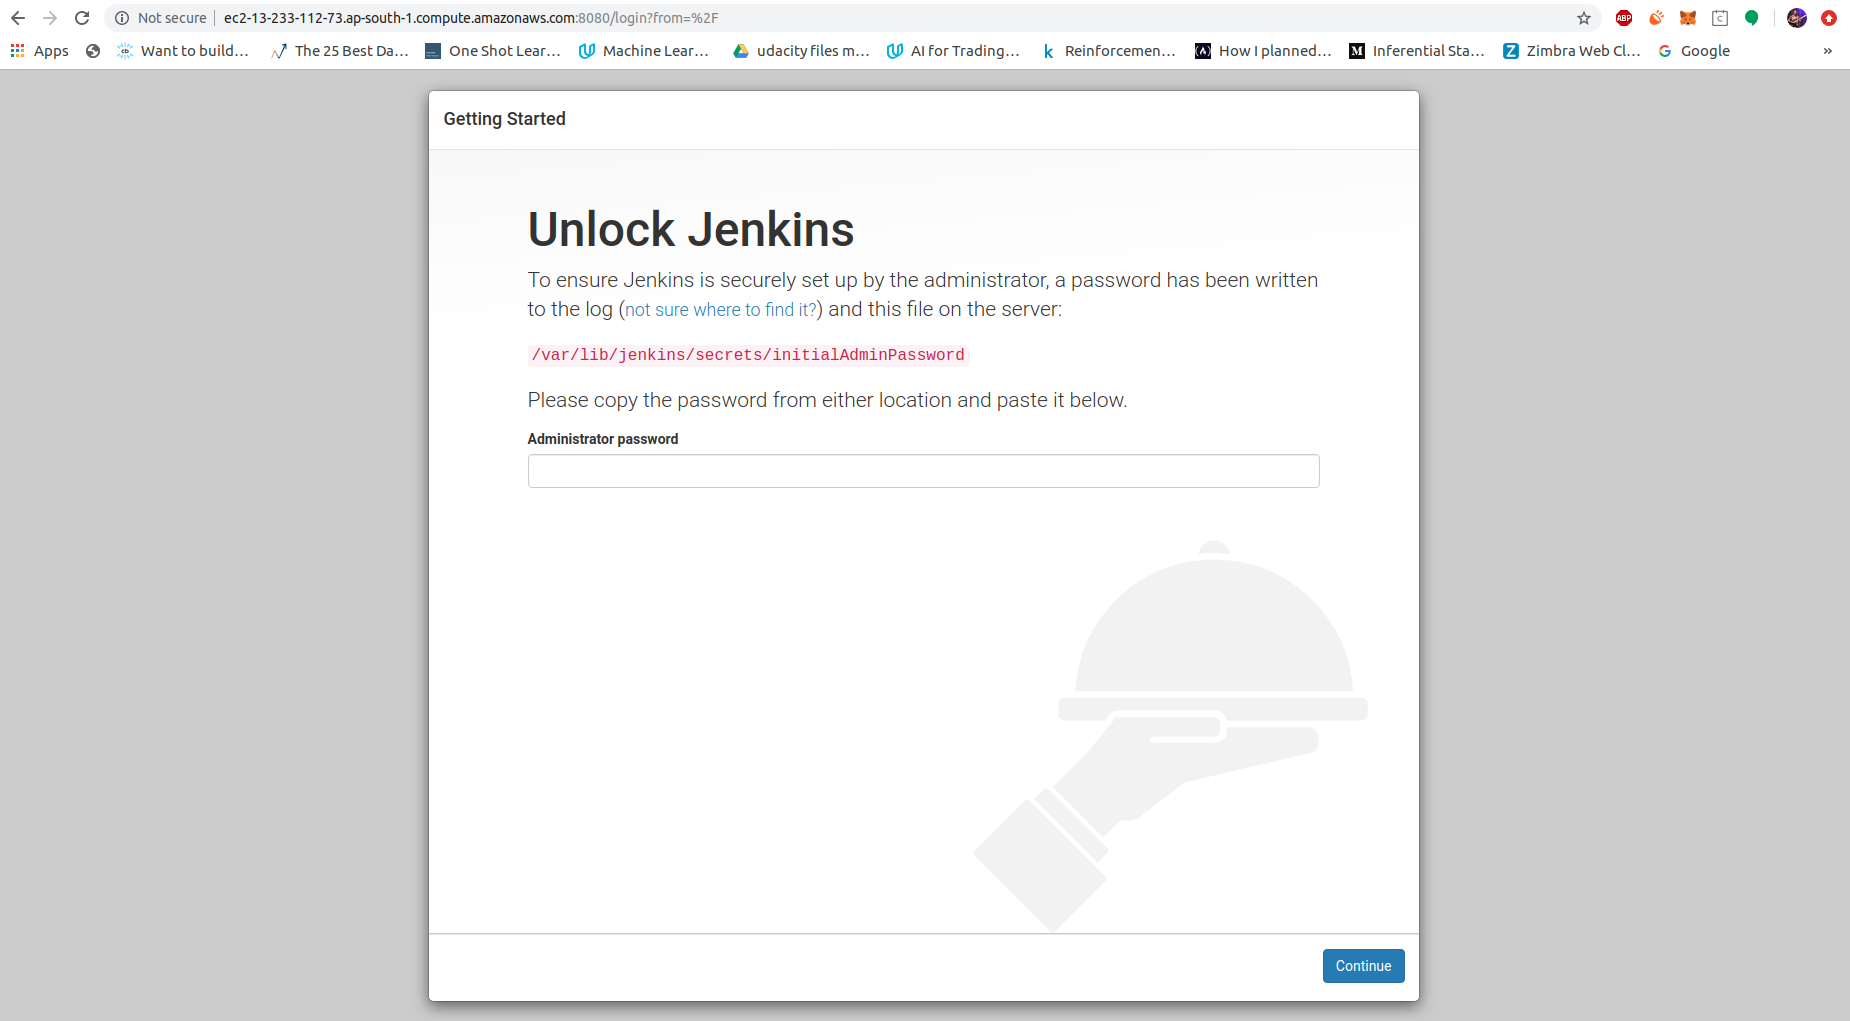 Not secure | ec2-13-233-112-73.ap-south-1.compute.amazonaws.com:8080/login?from=%2F
ABP
C
Apps
cb
Want to build…
The 25 Best Da…
One Shot Lear…
Machine Lear…
udacity files m…
AI for Trading…
k
Reinforcemen…
How I planned…
M
Inferential Sta…
Z
Zimbra Web Cl…
G
Google
»
Getting Started
Unlock Jenkins
To ensure Jenkins is securely set up by the administrator, a password has been written
to the log (not sure where to find it?) and this file on the server:
/var/lib/jenkins/secrets/initialAdminPassword
Please copy the password from either location and paste it below.
Administrator password
Continue